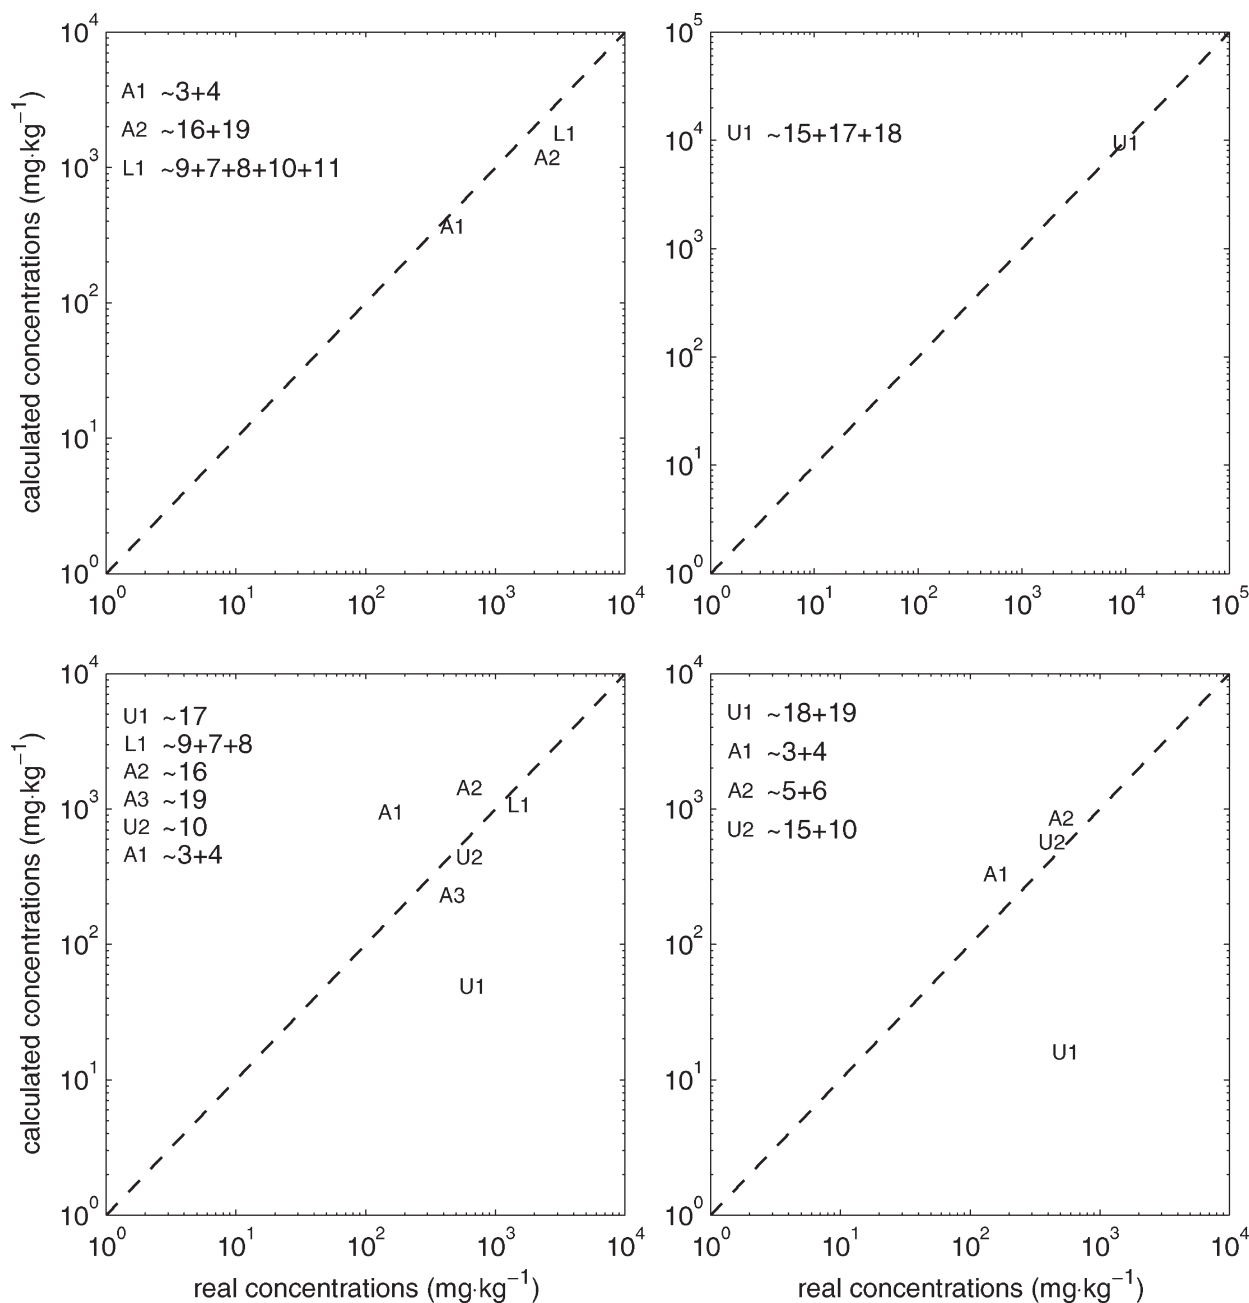 10⁴
10³
10²
10¹
10⁰
calculated concentrations (mg·kg⁻¹)
A1 ~3+4
A2 ~16+19
L1 ~9+7+8+10+11
L1
A2
A1
10⁰ 10¹ 10² 10³ 10⁴
10⁵
10⁴
10³
10²
10¹
10⁰
U1 ~15+17+18
U1
10⁰ 10¹ 10² 10³ 10⁴ 10⁵
10⁴
10³
10²
10¹
10⁰
calculated concentrations (mg·kg⁻¹)
U1 ~17
L1 ~9+7+8
A2 ~16
A3 ~19
U2 ~10
A1 ~3+4
A2
A1
L1
U2
A3
U1
10⁰ 10¹ 10² 10³ 10⁴
real concentrations (mg·kg⁻¹)
10⁴
10³
10²
10¹
10⁰
U1 ~18+19
A1 ~3+4
A2 ~5+6
U2 ~15+10
A2
U2
A1
U1
10⁰ 10¹ 10² 10³ 10⁴
real concentrations (mg·kg⁻¹)